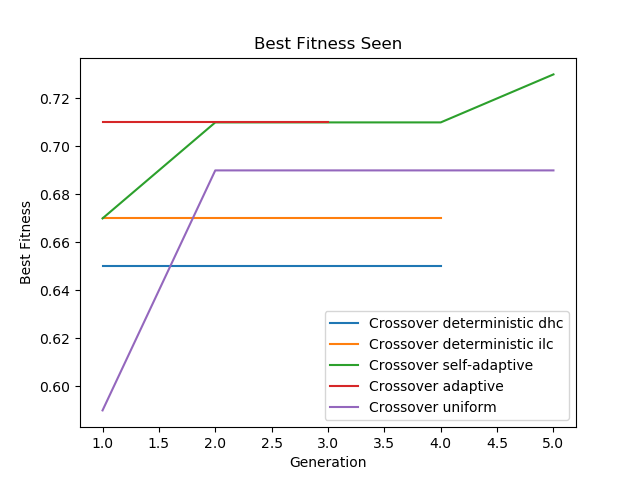 Best Fitness Seen
Best Fitness
0.72
0.70
0.68
0.66
0.64
0.62
0.60
Crossover deterministic dhc
Crossover deterministic ilc
Crossover self-adaptive
Crossover adaptive
Crossover uniform
1.0 1.5 2.0 2.5 3.0 3.5 4.0 4.5 5.0
Generation